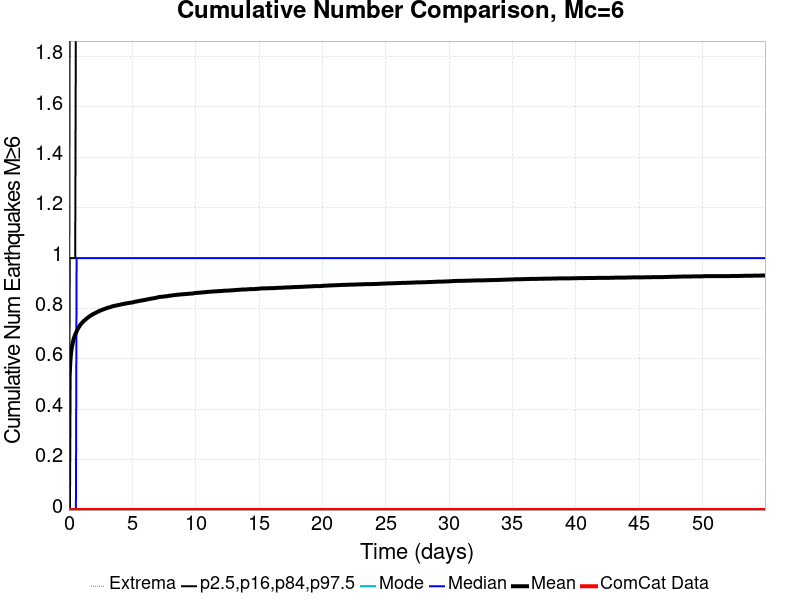 Cumulative Number Comparison, Mc=6
Cumulative Num Earthquakes M≥6
1.8
1.6
1.4
1.2
1
0.8
0.6
0.4
0.2
0
0 5 10 15 20 25 30 35 40 45 50
Time (days)
Extrema p2.5,p16,p84,p97.5 Mode Median Mean ComCat Data